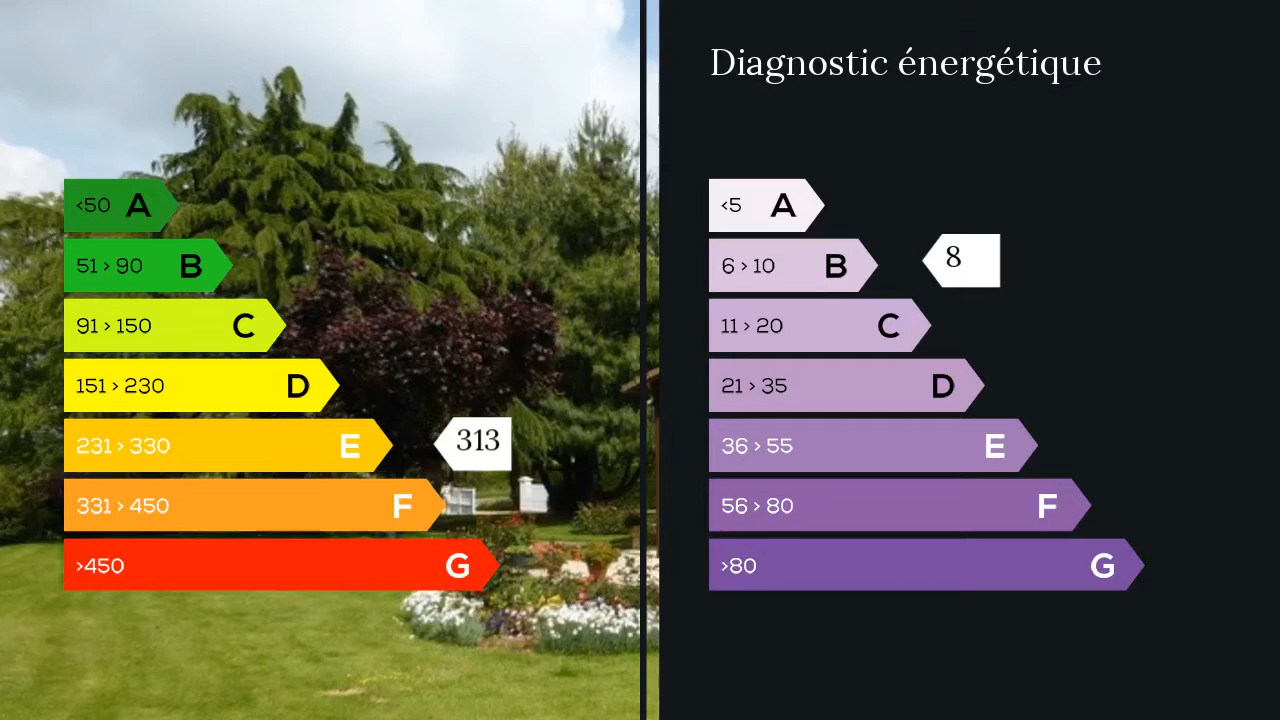 Diagnostic énergétique
<50 A
51 > 90 B
91 > 150 C
151 > 230 D
231 > 330 E
313
331 > 450 F
>450 G
<5 A
6 > 10 B
8
11 > 20 C
21 > 35 D
36 > 55 E
56 > 80 F
>80 G